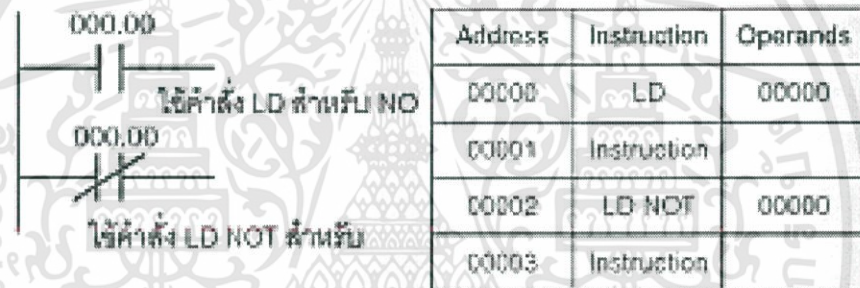 000.00
ใช้คำสั่ง LD สำหรับ NO
000.00
ใช้คำสั่ง LD NOT สำหรับ
Address Instruction Operands
00000 LD 00000
00001 Instruction
00002 LD NOT 00000
00003 Instruction